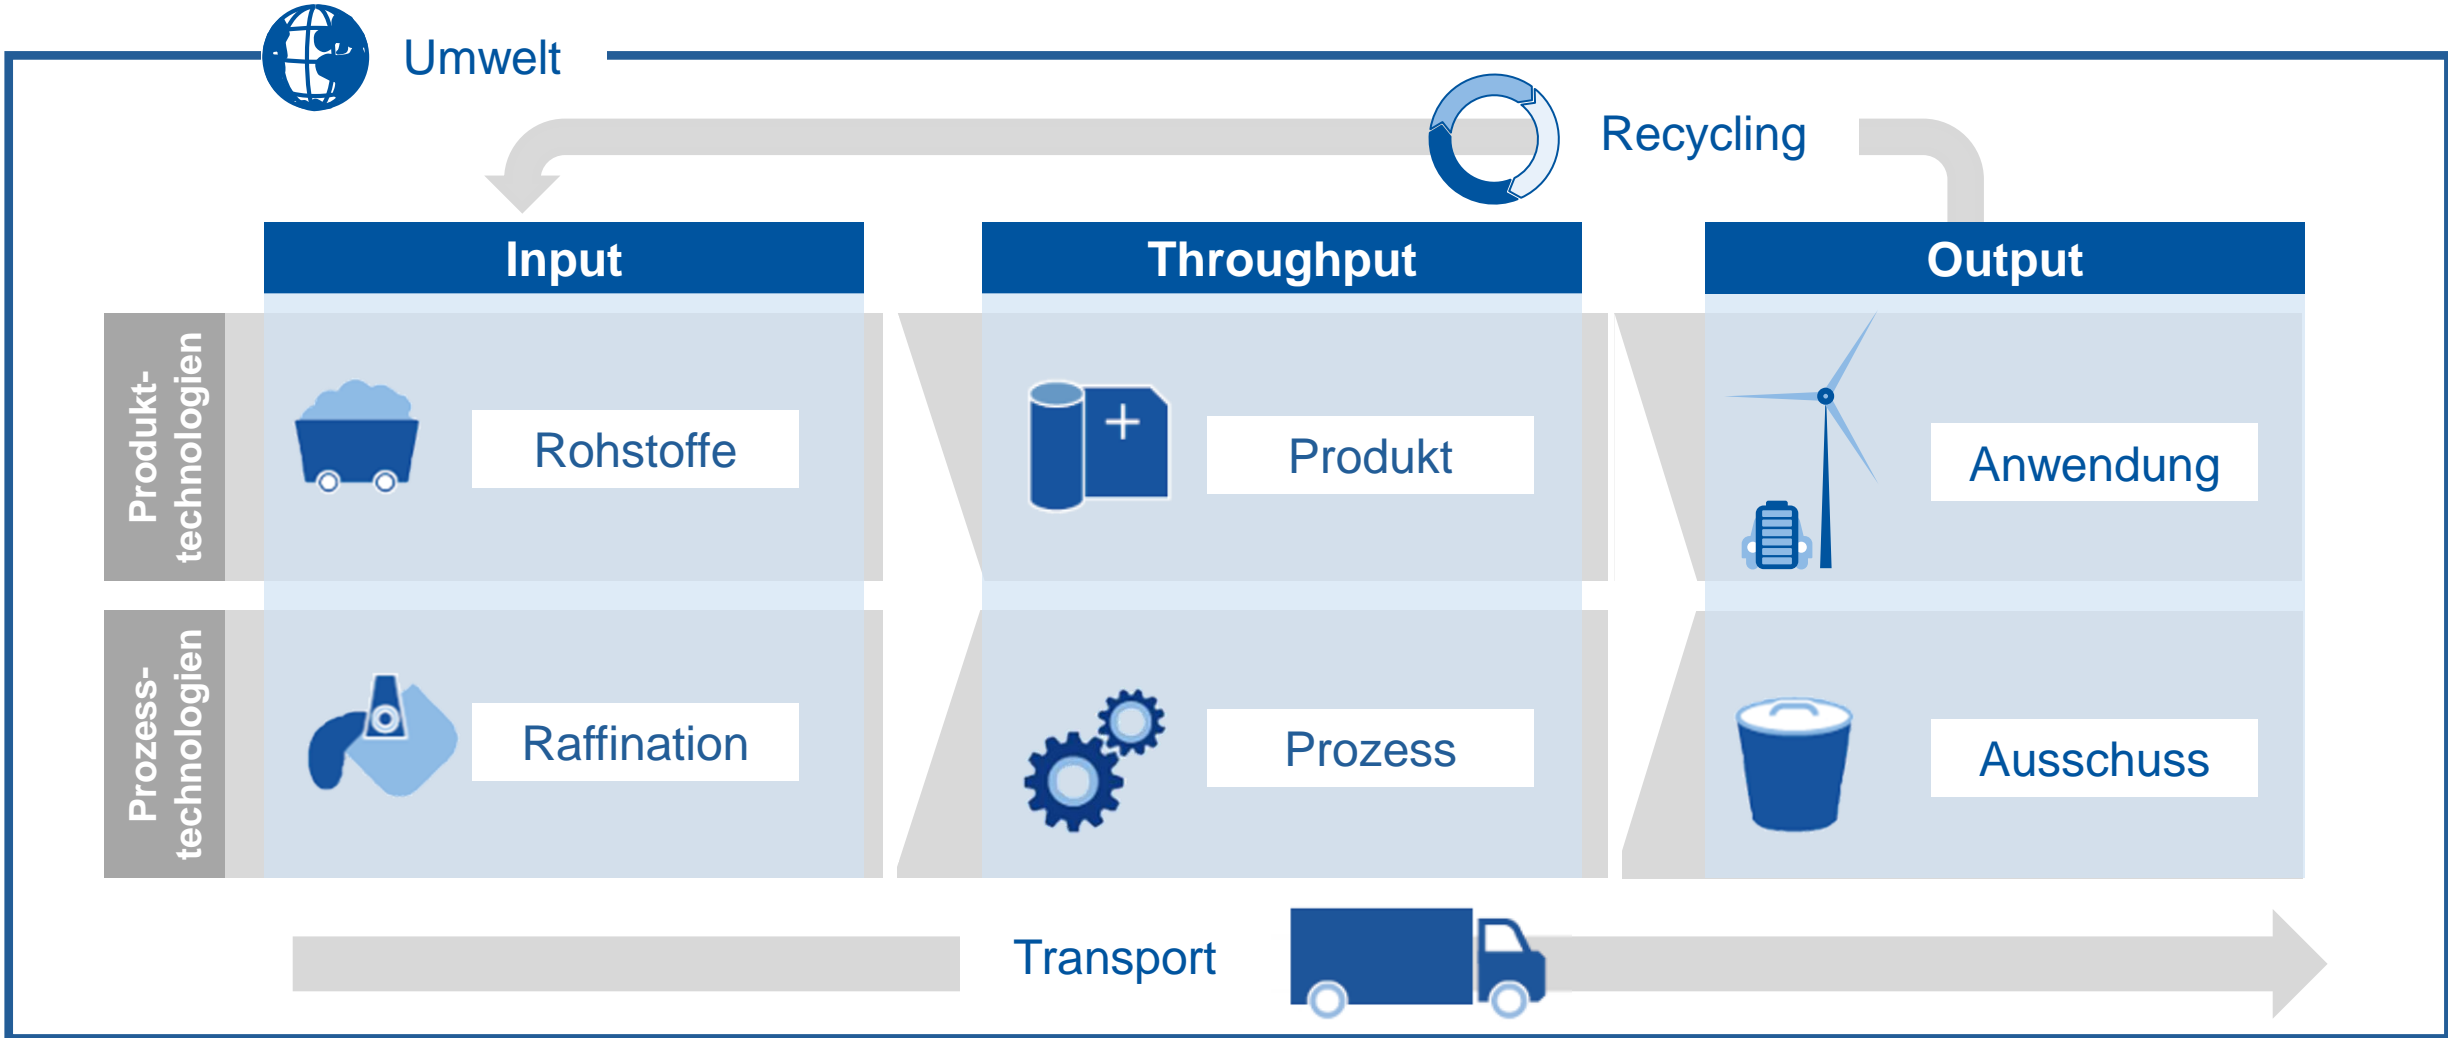 Umwelt
Recycling
Input
Throughput
Output
Produkt-
technologien
Rohstoffe
Produkt
Anwendung
Prozess-
technologien
Raffination
Prozess
Ausschuss
Transport